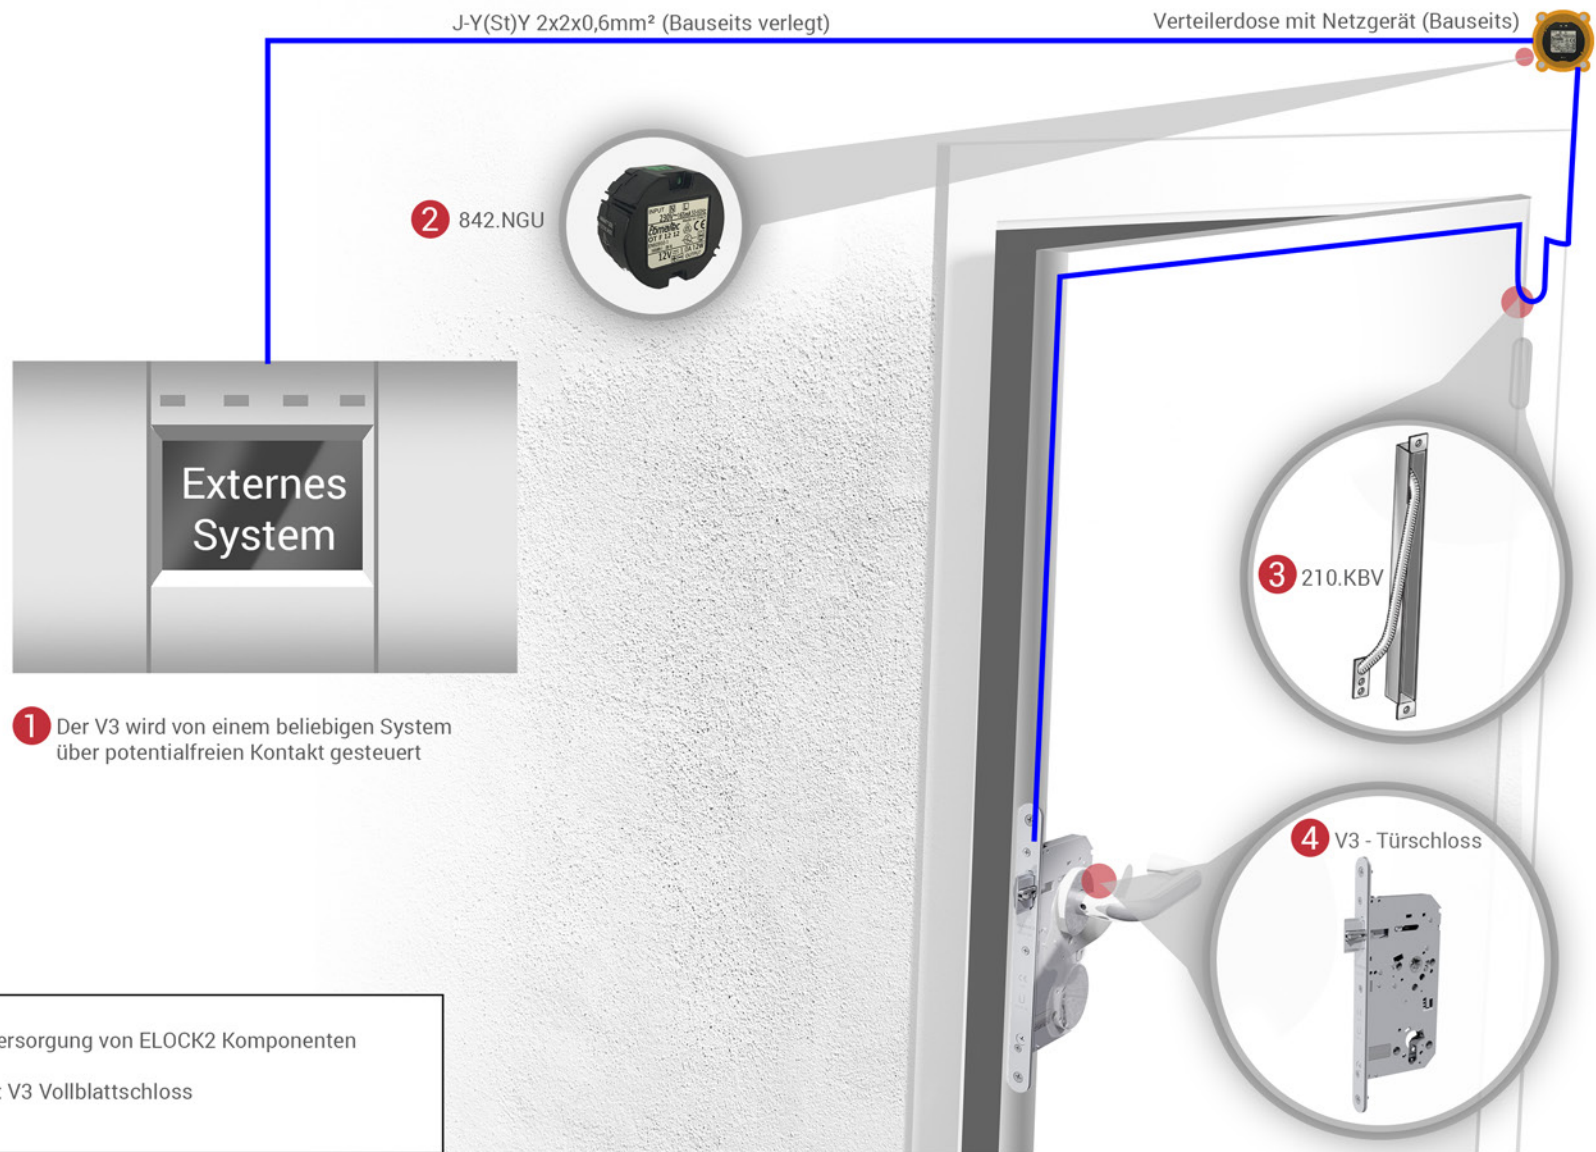 J-Y(St)Y 2x2x0,6mm² (Bauseits verlegt)
Verteilerdose mit Netzgerät (Bauseits)
2 842.NGU
INPUT
12V
Externes
System
3 210.KBV
1 Der V3 wird von einem beliebigen System
über potentialfreien Kontakt gesteuert
4 V3 - Türschloss
ersorgung von ELOCK2 Komponenten
: V3 Vollblattschloss